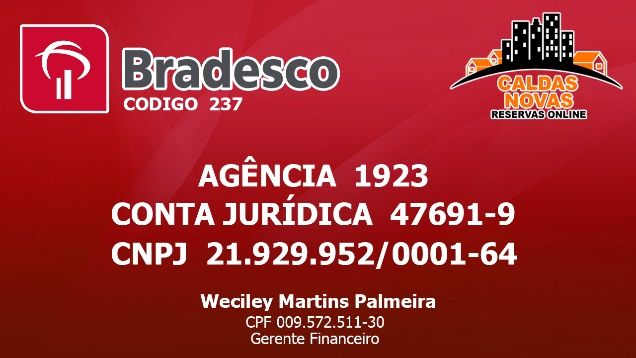 Bradesco
CODIGO 237
CALDAS
NOVAS
RESERVAS ONLINE
AGÊNCIA 1923
CONTA JURÍDICA 47691-9
CNPJ 21.929.952/0001-64
Weciley Martins Palmeira
CPF 009.572.511-30
Gerente Financeiro